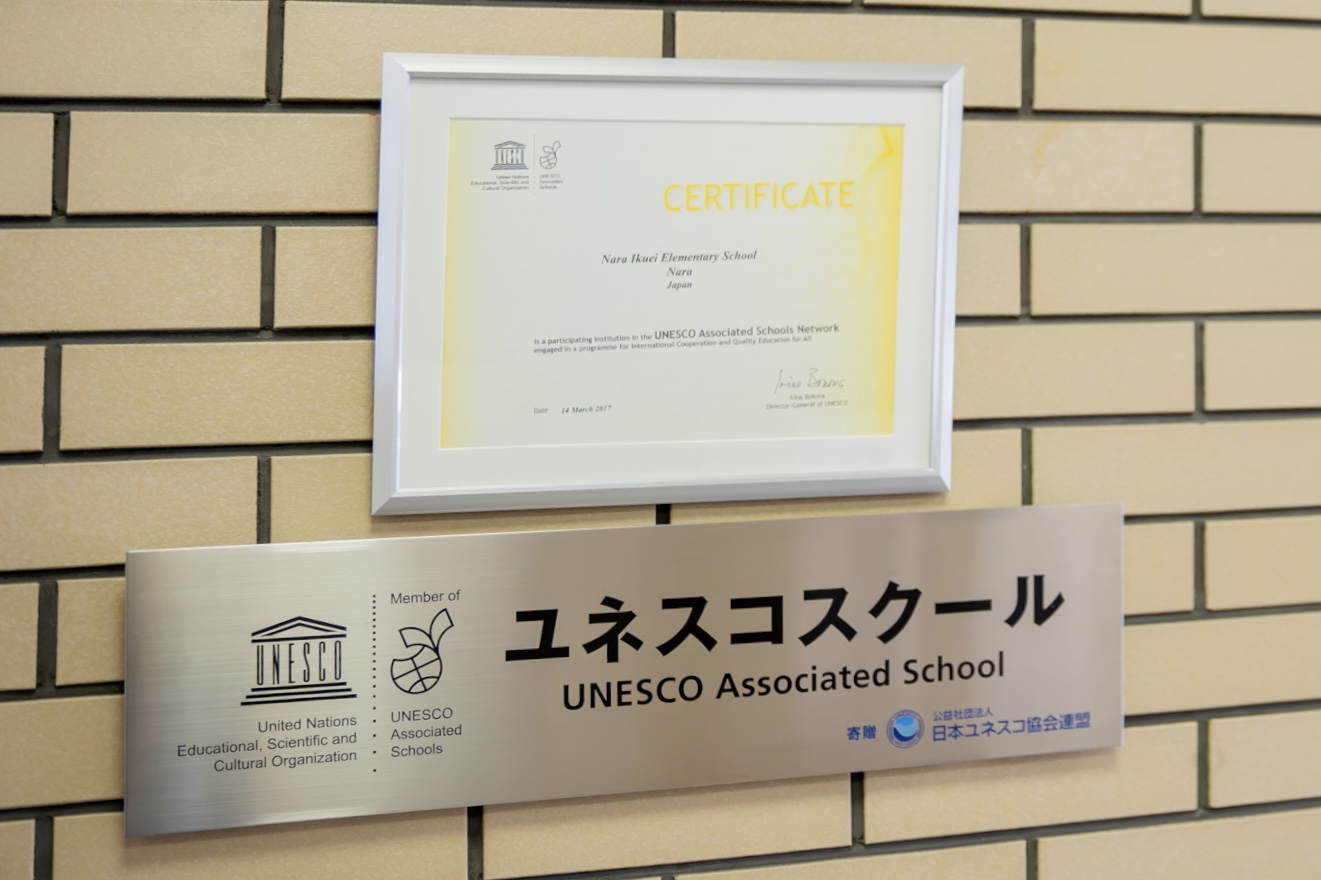 United Nations
Educational, Scientific and
Cultural Organization
UNESCO
Associated
Schools
CERTIFICATE
Nara Ikuei Elementary School
Nara
Japan
is a participating institution in the UNESCO Associated Schools Network
engaged in a programme for International Cooperation and Quality Education for All
Irina Bokova
Director-General of UNESCO
Date 14 March 2017
UNESCO
United Nations
Educational, Scientific and
Cultural Organization
Member of
UNESCO
Associated
Schools
ユネスコスクール
UNESCO Associated School
寄贈
公益社団法人
日本ユネスコ協会連盟